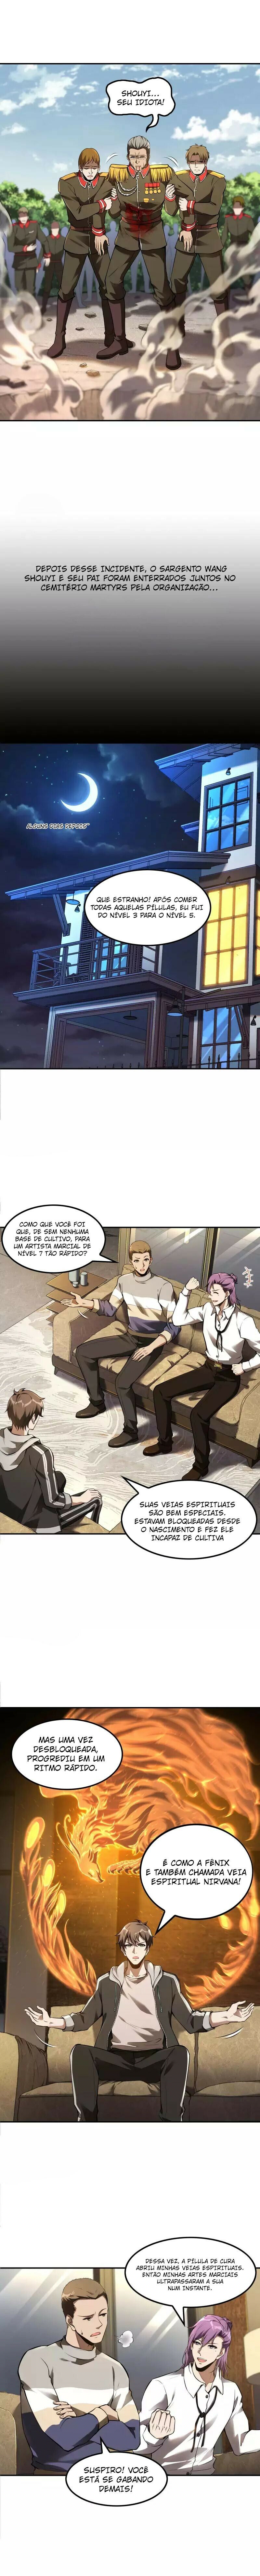 SHOUYI...
SEU IDIOTA!
DEPOIS DESSE INCIDENTE, O SARGENTO WANG
SHOUYI E SEU PAI FORAM ENTERRADOS JUNTOS NO
CEMITÉRIO MARTYRS PELA ORGANIZAÇÃO...
ALGUNS DIAS DEPOIS~
QUE ESTRANHO! APÓS COMER
TODAS AQUELAS PÍLULAS, EU FUI
DO NÍVEL 3 PARA O NÍVEL 5.
COMO QUE VOCÊ FOI
QUE, DE SEM NENHUMA
BASE DE CULTIVO, PARA
UM ARTISTA MARCIAL DE
NÍVEL 7 TÃO RÁPIDO?
SUAS VEIAS ESPIRITUAIS
SÃO BEM ESPECIAIS.
ESTAVAM BLOQUEADAS DESDE
O NASCIMENTO E FEZ ELE
INCAPAZ DE CULTIVA
MAS UMA VEZ
DESBLOQUEADA,
PROGREDIU EM UM
RITMO RÁPIDO.
É COMO A FÊNIX
E TAMBÉM CHAMADA VEIA
ESPIRITUAL NIRVANA!
DESSA VEZ, A PÍLULA DE CURA
ABRIU MINHAS VEIAS ESPIRITUAIS.
ENTÃO MINHAS ARTES MARCIAIS
ULTRAPASSARAM A SUA
NUM INSTANTE.
SUSPIRO! VOCÊ
ESTÁ SE GABANDO
DEMAIS!